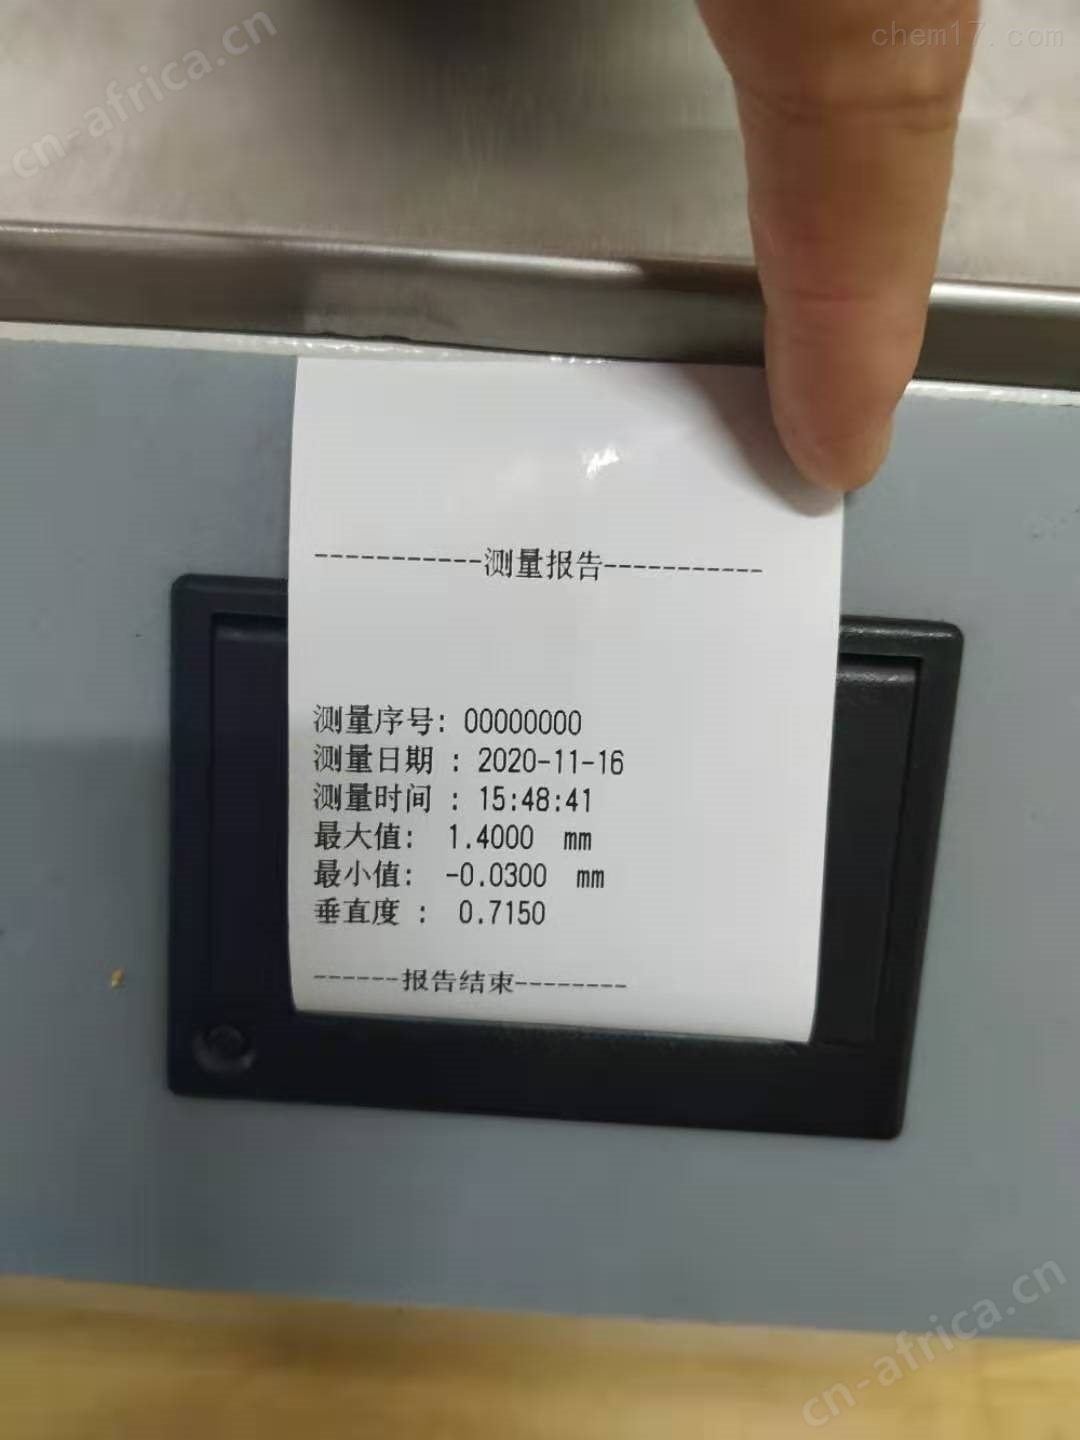 chem17.com
cn-africa.cn
-----------测量报告-----------
测量序号: 00000000
测量日期 : 2020-11-16
测量时间 : 15:48:41
最大值: 1.4000 mm
最小值: -0.0300 mm
垂直度 : 0.7150
------报告结束--------
cn-africa.cn